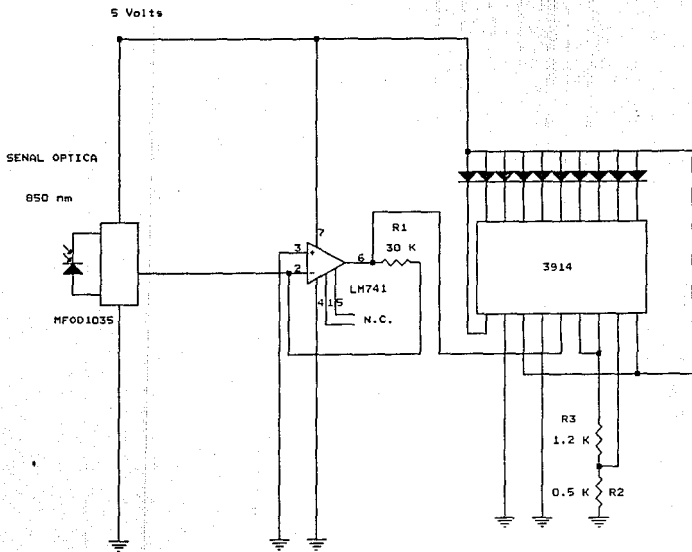 5 Volts
SENAL OPTICA
850 nm
MFOD1035
3
2
7
6
4 1 5
LM741
N.C.
R1
30 K
3914
R3
1.2 K
0.5 K R2